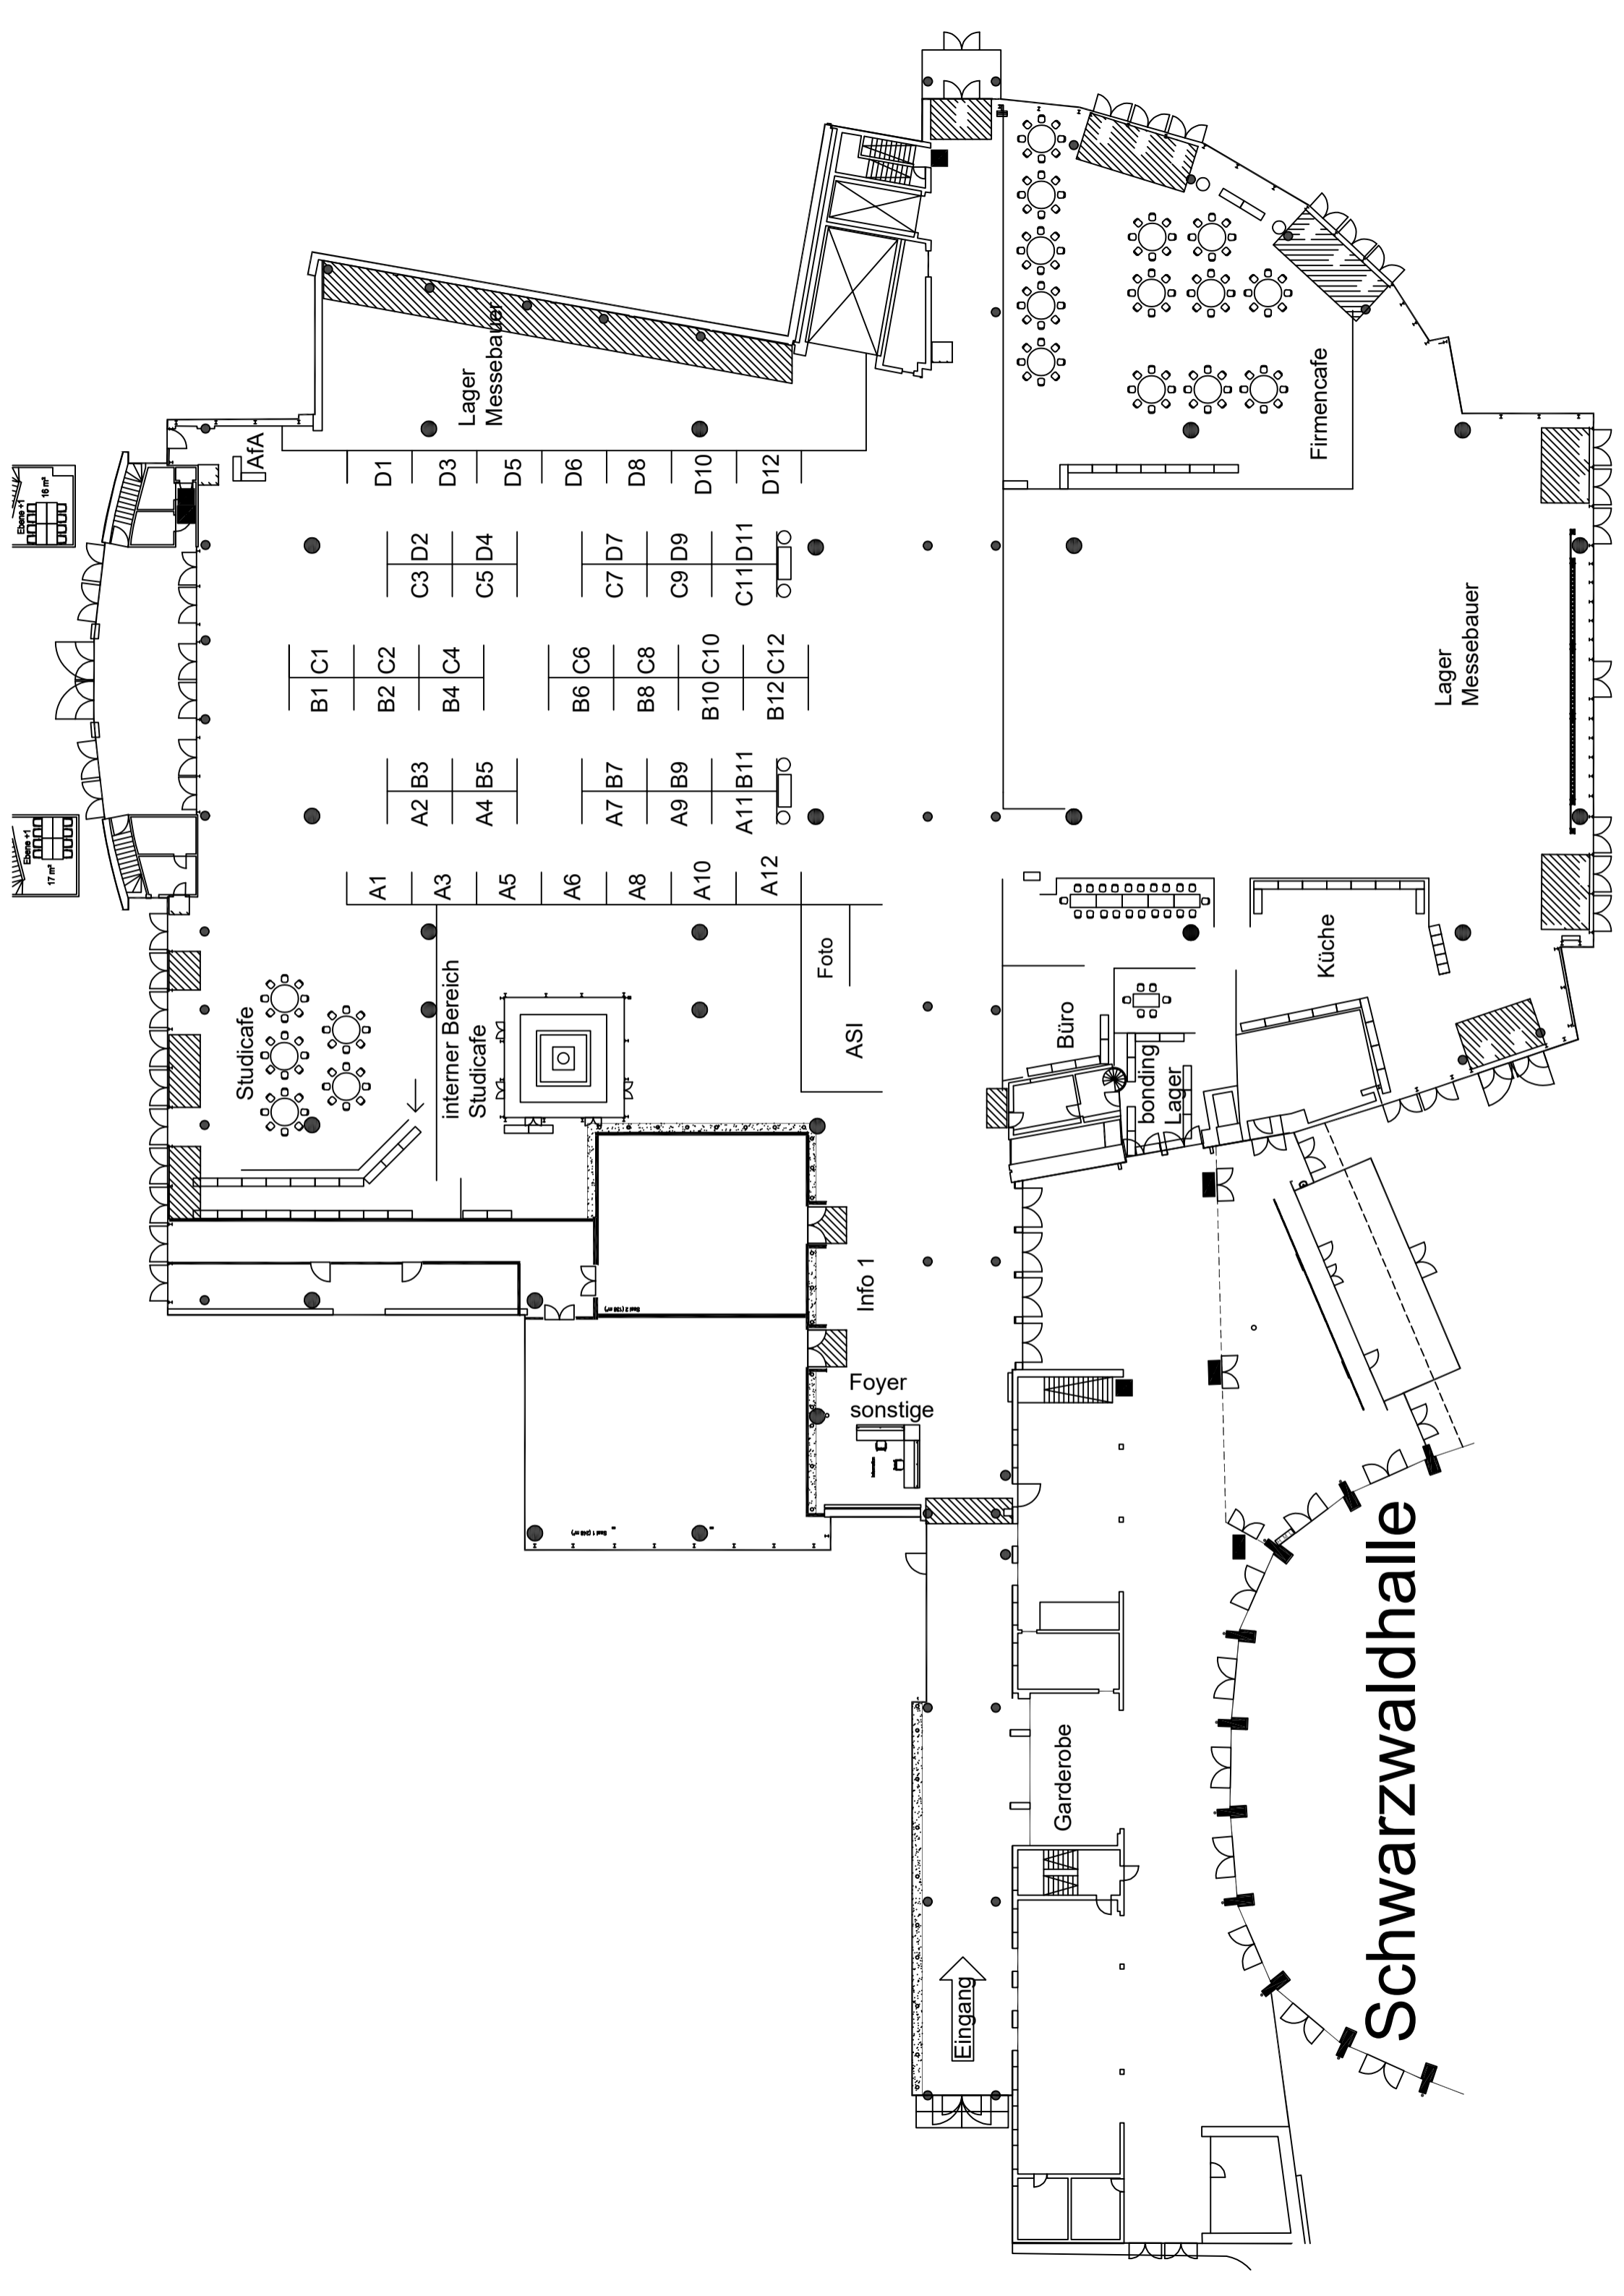 Ebene +1
16 m²
Ebene +1
17 m²
AfA
Lager
Messebauer
D1
D3
D5
D6
D8
D10
D12
C3 D2
C5 D4
C7 D7
C9 D9
C11 D11
B1 C1
B2 C2
B4 C4
B6 C6
B8 C8
B10 C10
B12 C12
A2 B3
A4 B5
A7 B7
A9 B9
A11 B11
A1
A3
A5
A6
A8
A10
A12
Studicafe
interner Bereich
Studicafe
Foto
ASI
Info 1
Foyer
sonstige
Firmencafe
Lager
Messebauer
Küche
Büro
bonding
Lager
Garderobe
Eingang
Schwarzwaldhalle